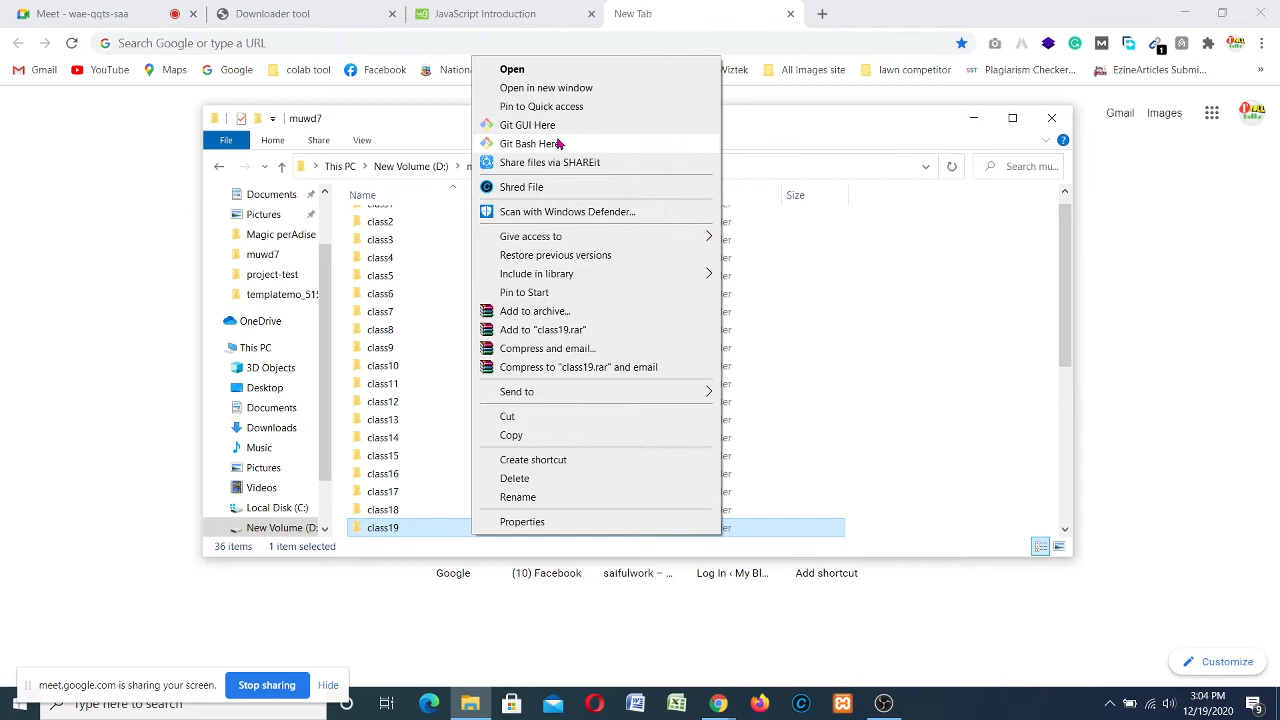 Meet - wae-qqts-saa
Downloader tool
JavaScript Introduction
New Tab
Search Google or type a URL
1
Gmail
YouTube
Maps
Google
colab tool
Facebook
Nation
Wiztek
All Images site
lawn competitor
SST Plagiarism Checker...
EzineArticles Submi...
Gmail
Images
muwd7
File
Home
Share
View
This PC
New Volume (D:)
Search mu...
Documents
Pictures
Magic perAdise
muwd7
project-test
templatemo_515
OneDrive
This PC
3D Objects
Desktop
Documents
Downloads
Music
Pictures
Videos
Local Disk (C:)
New Volume (D:
Name
Size
class2
class3
class4
class5
class6
class7
class8
class9
class10
class11
class12
class13
class14
class15
class16
class17
class18
class19
Open
Open in new window
Pin to Quick access
Git GUI Here
Git Bash Here
Share files via SHAREit
Shred File
Scan with Windows Defender...
Give access to
Restore previous versions
Include in library
Pin to Start
Add to archive...
Add to "class19.rar"
Compress and email...
Compress to "class19.rar" and email
Send to
Cut
Copy
Create shortcut
Delete
Rename
Properties
36 items
1 item selected
Google
(10) Facebook
saifulwork – ...
Log In ‹ My Bl...
Add shortcut
Customize
meet.google.com is sharing your screen.
Stop sharing
Hide
Type here to search
3:04 PM
12/19/2020